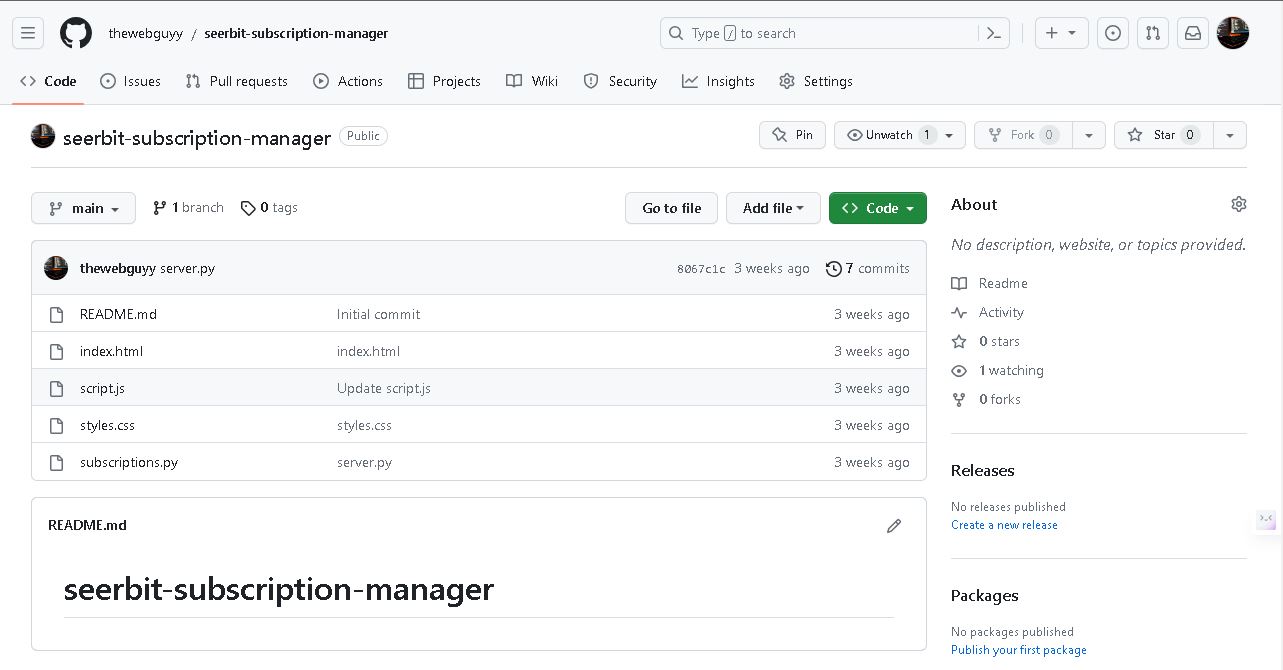 thewebguyy / seerbit-subscription-manager
Type / to search
Code Issues Pull requests Actions Projects Wiki Security Insights Settings
seerbit-subscription-manager Public
Pin Unwatch 1 Fork 0 Star 0
main 1 branch 0 tags Go to file Add file Code
thewebguyy server.py 8067c1c 3 weeks ago 7 commits
README.md Initial commit 3 weeks ago
index.html index.html 3 weeks ago
script.js Update script.js 3 weeks ago
styles.css styles.css 3 weeks ago
subscriptions.py server.py 3 weeks ago
README.md
seerbit-subscription-manager
About
No description, website, or topics provided.
Readme
Activity
0 stars
1 watching
0 forks
Releases
No releases published
Create a new release
Packages
No packages published
Publish your first package